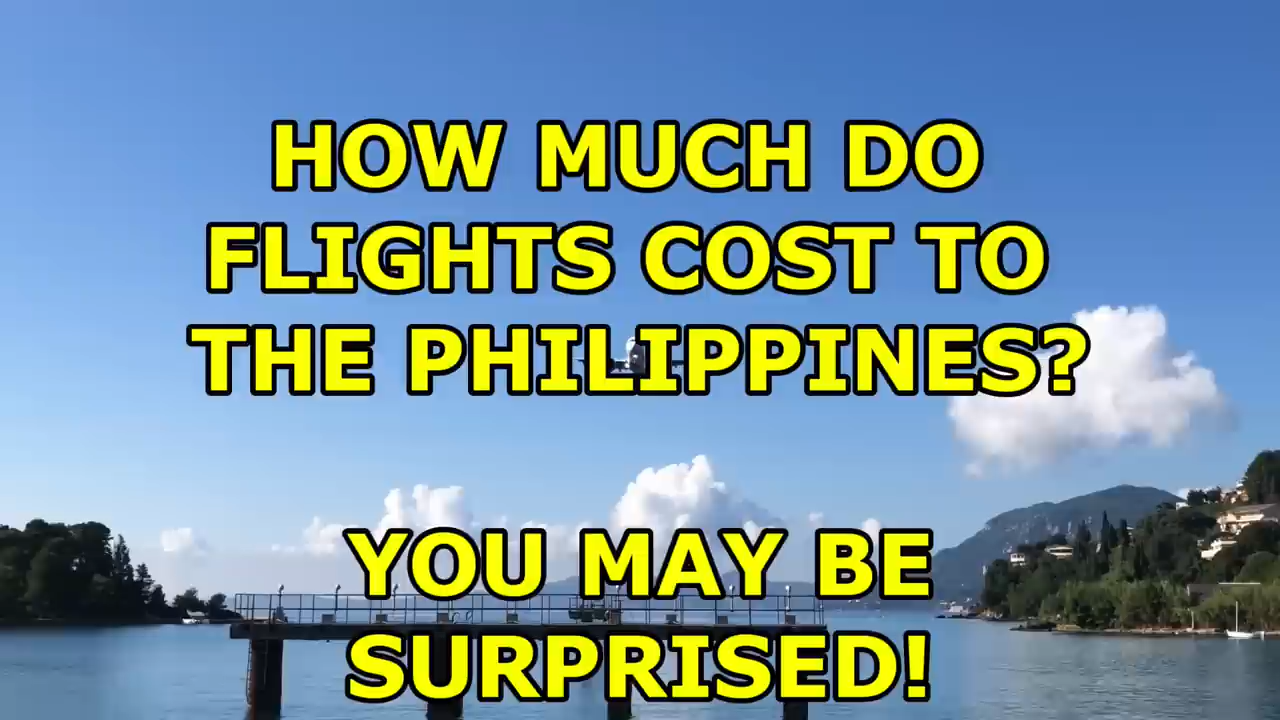 HOW MUCH DO
FLIGHTS COST TO
THE PHILIPPINES?
YOU MAY BE
SURPRISED!